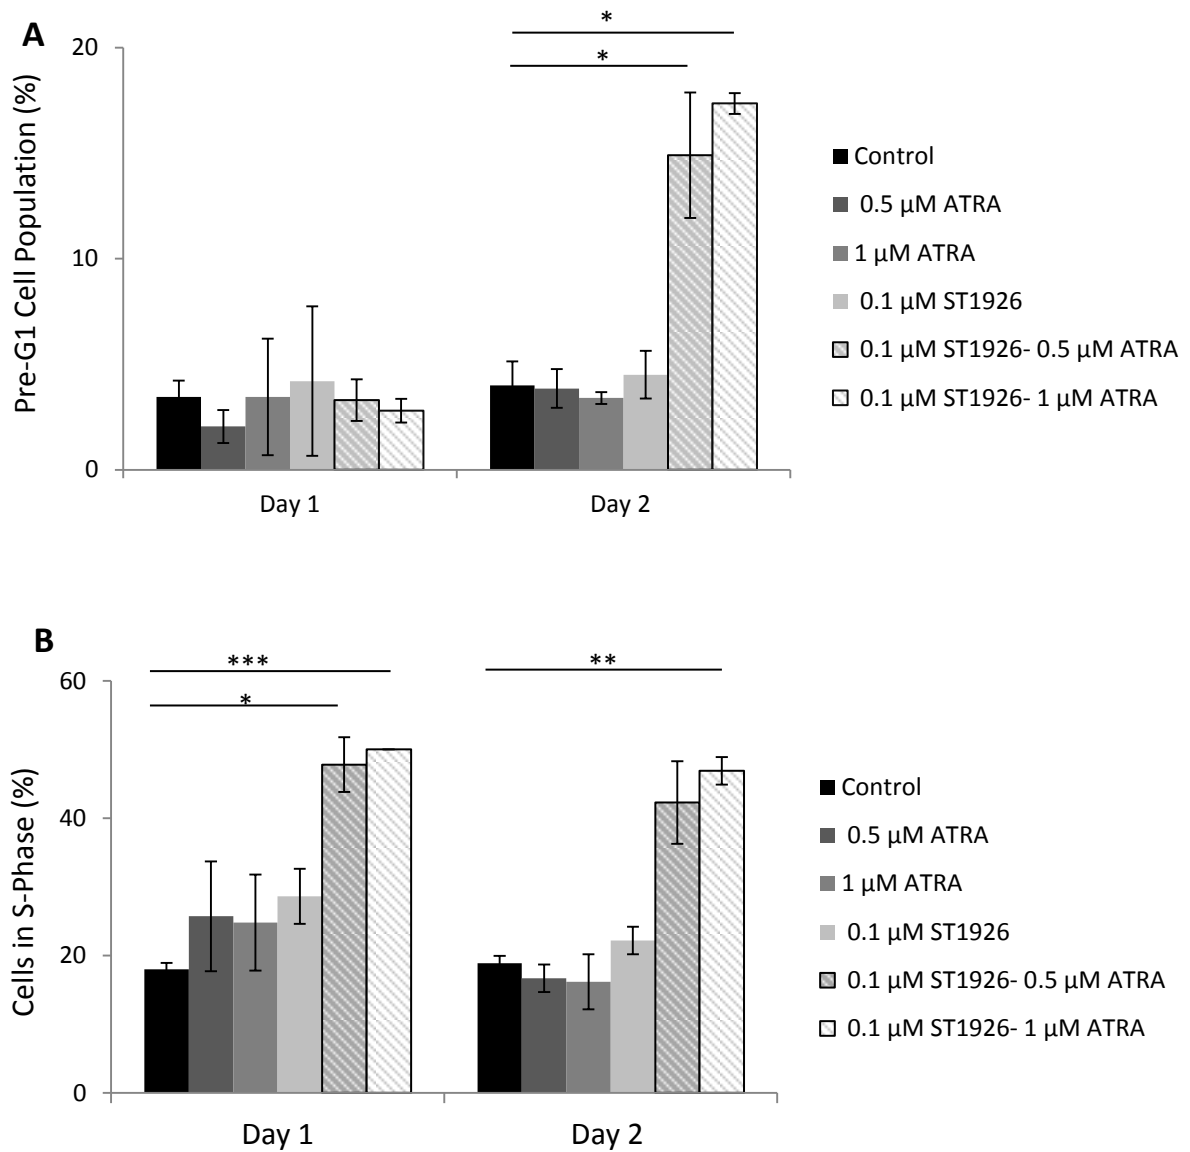 A
*
*
20
10
0
Pre-G1 Cell Population (%)
Day 1
Day 2
Control
0.5 µM ATRA
1 µM ATRA
0.1 µM ST1926
0.1 µM ST1926- 0.5 µM ATRA
0.1 µM ST1926- 1 µM ATRA
B
***
*
**
60
40
20
0
Cells in S-Phase (%)
Day 1
Day 2
Control
0.5 µM ATRA
1 µM ATRA
0.1 µM ST1926
0.1 µM ST1926- 0.5 µM ATRA
0.1 µM ST1926- 1 µM ATRA